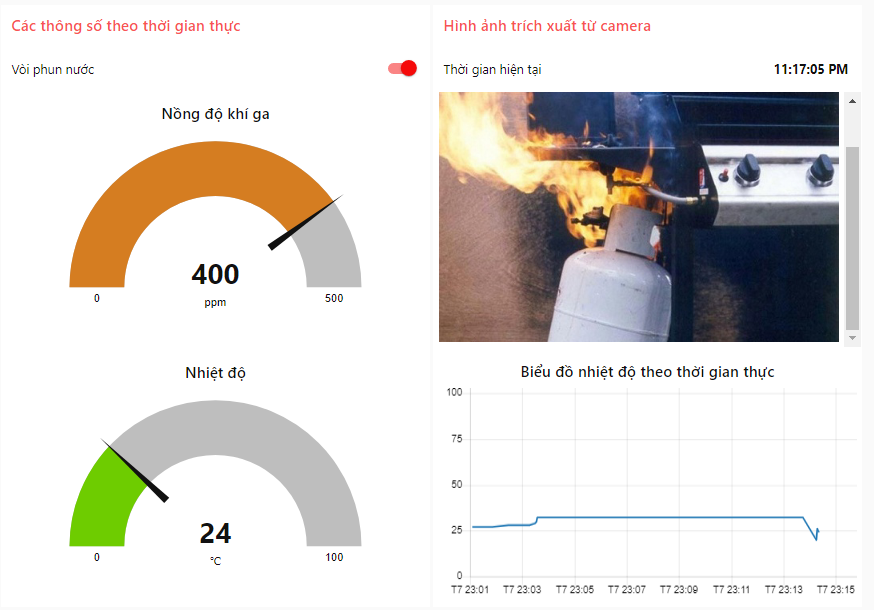 Các thông số theo thời gian thực
Vòi phun nước
Nồng độ khí ga
400
ppm
0
500
Nhiệt độ
24
°C
0
100
Hình ảnh trích xuất từ camera
Thời gian hiện tại
11:17:05 PM
Biểu đồ nhiệt độ theo thời gian thực
100
75
50
25
0
T7 23:01 T7 23:03 T7 23:05 T7 23:07 T7 23:09 T7 23:11 T7 23:13 T7 23:15